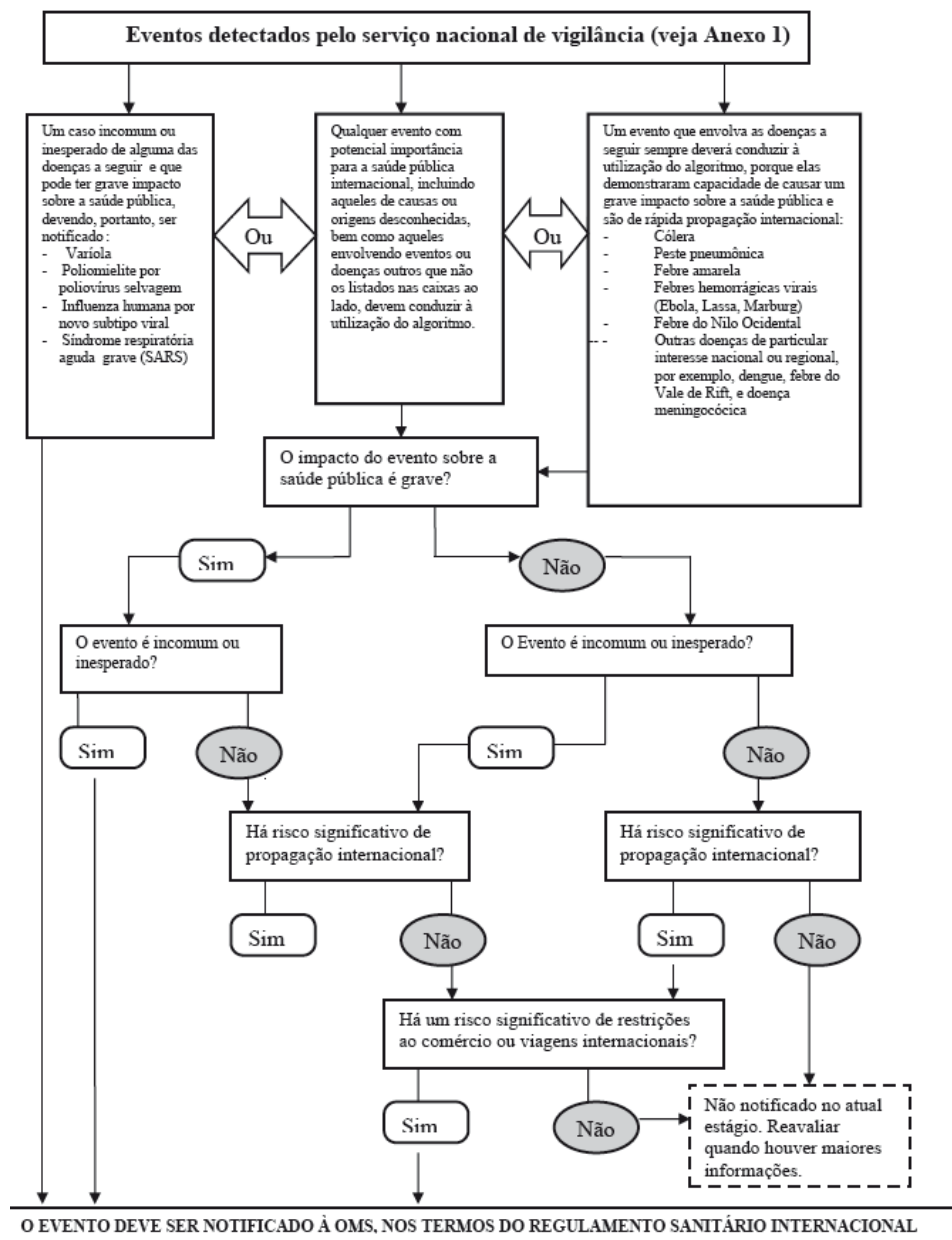 Eventos detectados pelo serviço nacional de vigilância (veja Anexo 1)
Um caso incomum ou
inesperado de alguma das
doenças a seguir e que
pode ter grave impacto
sobre a saúde pública,
devendo, portanto, ser
notificado :
- Varíola
- Poliomielite por
poliovírus selvagem
- Influenza humana por
novo subtipo viral
- Síndrome respiratória
aguda grave (SARS)
Ou
Qualquer evento com
potencial importância
para a saúde pública
internacional, incluindo
aqueles de causas ou
origens desconhecidas,
bem como aqueles
envolvendo eventos ou
doenças outros que não
os listados nas caixas ao
lado, devem conduzir à
utilização do algoritmo.
Ou
Um evento que envolva as doenças a
seguir sempre deverá conduzir à
utilização do algoritmo, porque elas
demonstraram capacidade de causar um
grave impacto sobre a saúde pública e
são de rápida propagação internacional:
- Cólera
- Peste pneumônica
- Febre amarela
- Febres hemorrágicas virais
(Ebola, Lassa, Marburg)
- Febre do Nilo Ocidental
--- - Outras doenças de particular
interesse nacional ou regional,
por exemplo, dengue, febre do
Vale de Rift, e doença
meningocócica
O impacto do evento sobre a
saúde pública é grave?
Sim
Não
O evento é incomum ou
inesperado?
O Evento é incomum ou inesperado?
Sim
Não
Sim
Não
Há risco significativo de
propagação internacional?
Há risco significativo de
propagação internacional?
Sim
Não
Sim
Não
Há um risco significativo de restrições
ao comércio ou viagens internacionais?
Sim
Não
Não notificado no atual
estágio. Reavaliar
quando houver maiores
informações.
O EVENTO DEVE SER NOTIFICADO À OMS, NOS TERMOS DO REGULAMENTO SANITÁRIO INTERNACIONAL